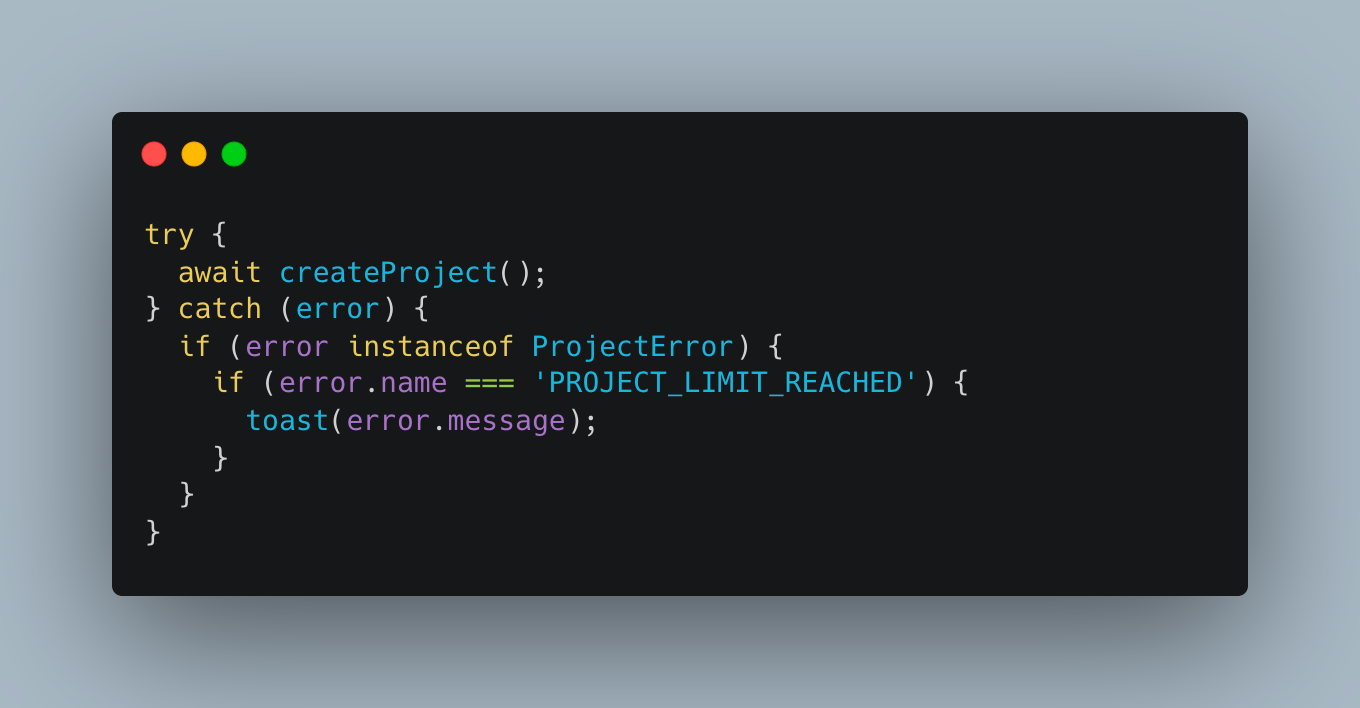 try {
  await createProject();
} catch (error) {
  if (error instanceof ProjectError) {
    if (error.name === 'PROJECT_LIMIT_REACHED') {
      toast(error.message);
    }
  }
}